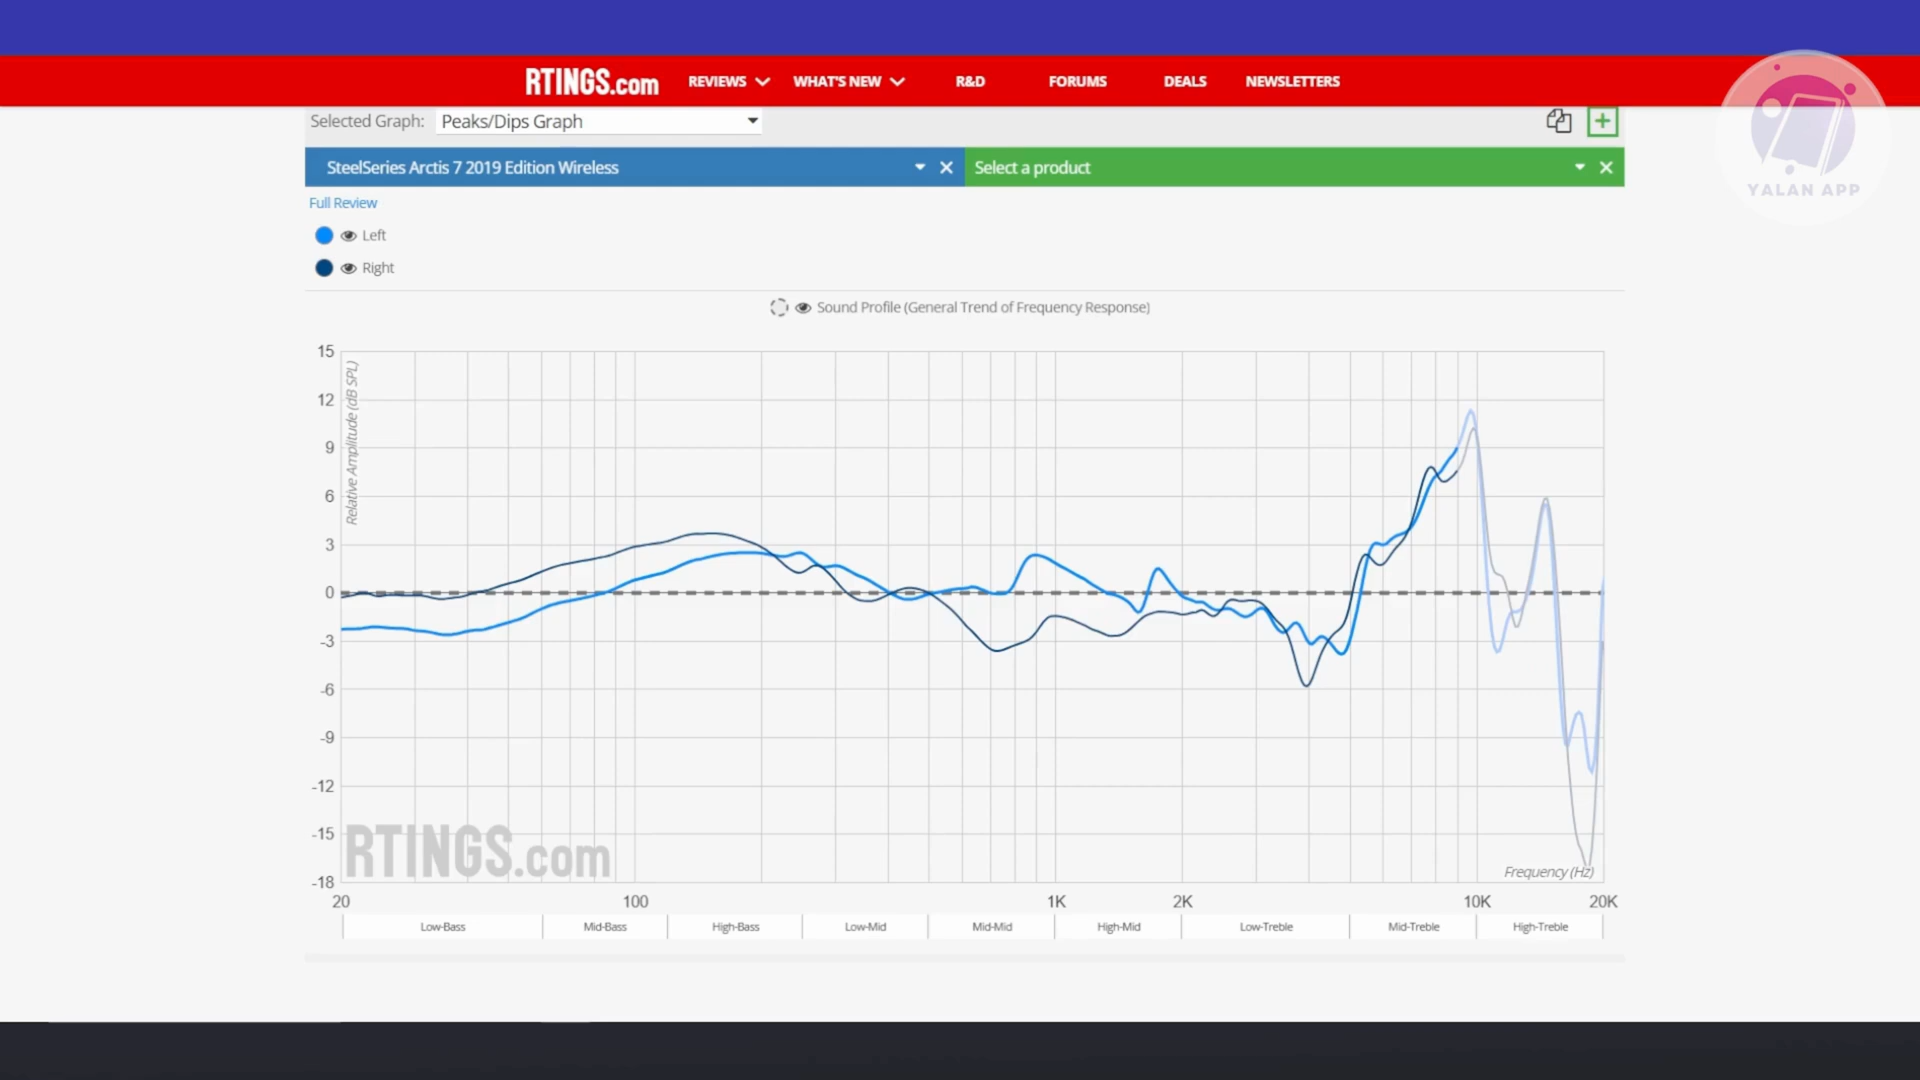 RTINGS.com REVIEWS WHAT'S NEW R&D FORUMS DEALS NEWSLETTERS
YALAN APP
Selected Graph: Peaks/Dips Graph
SteelSeries Arctis 7 2019 Edition Wireless Select a product
Full Review
Left
Right
Sound Profile (General Trend of Frequency Response)
15
12
9
6
3
0
-3
-6
-9
-12
-15
-18
Relative Amplitude (dB SPL)
RTINGS.com
Frequency (Hz)
20 100 1K 2K 10K 20K
Low-Bass Mid-Bass High-Bass Low-Mid Mid-Mid High-Mid Low-Treble Mid-Treble High-Treble